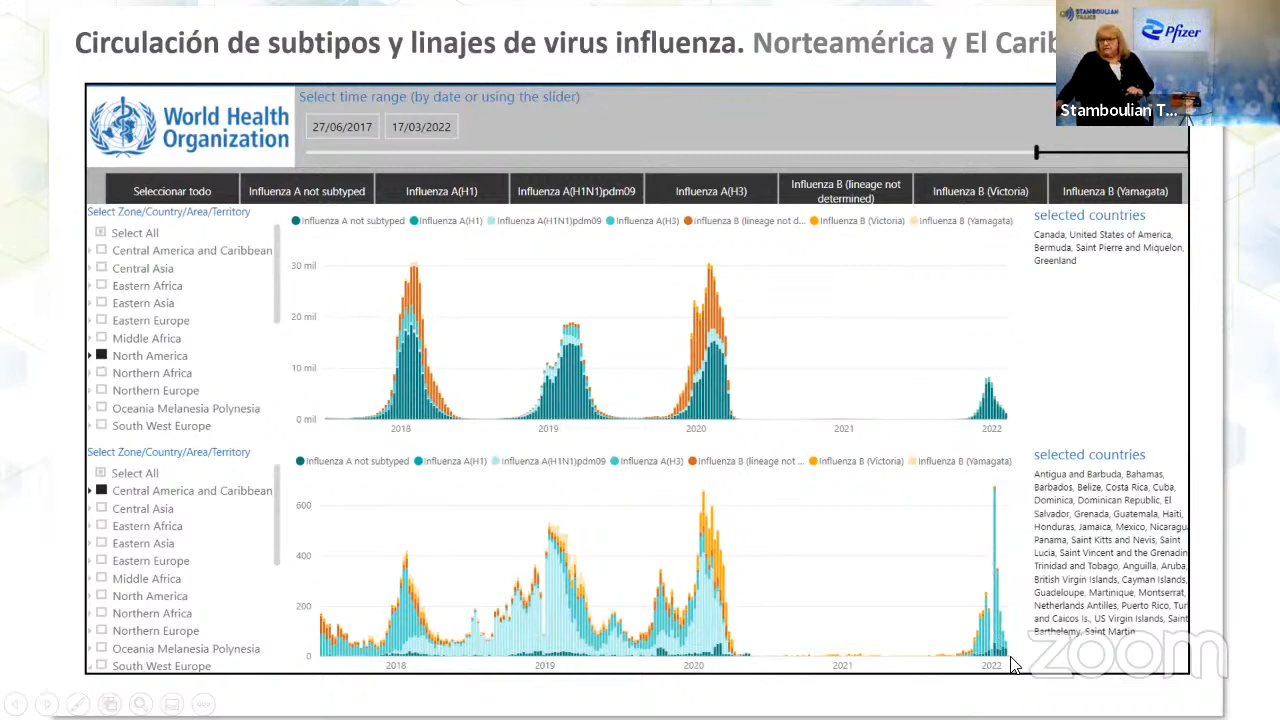 Circulación de subtipos y linajes de virus influenza. Norteamérica y El Carib
STAMBOULIAN
TALKS
Pfizer
Stamboulian T...
World Health
Organization
Select time range (by date or using the slider)
27/06/2017 17/03/2022
Seleccionar todo
Influenza A not subtyped
Influenza A(H1)
Influenza A(H1N1)pdm09
Influenza A(H3)
Influenza B (lineage not
determined)
Influenza B (Victoria)
Influenza B (Yamagata)
Select Zone/Country/Area/Territory
Select All
Central America and Caribbean
Central Asia
Eastern Africa
Eastern Asia
Eastern Europe
Middle Africa
North America
Northern Africa
Northern Europe
Oceania Melanesia Polynesia
South West Europe
Influenza A not subtyped Influenza A(H1) Influenza A(H1N1)pdm09 Influenza A(H3) influenza B (lineage not d... Influenza B (Victoria) Influenza B (Yamagata)
30 mil
20 mil
10 mil
0 mil
2018 2019 2020 2021 2022
selected countries
Canada, United States of America,
Bermuda, Saint Pierre and Miquelon,
Greenland
Select Zone/Country/Area/Territory
Select All
Central America and Caribbean
Central Asia
Eastern Africa
Eastern Asia
Eastern Europe
Middle Africa
North America
Northern Africa
Northern Europe
Oceania Melanesia Polynesia
South West Europe
Influenza A not subtyped Influenza A(H1) Influenza A(H1N1)pdm09 Influenza A(H3) Influenza B (lineage not ... Influenza B (Victoria) Influenza B (Yamagata)
600
400
200
0
2018 2019 2020 2021 2022
selected countries
Antigua and Barbuda, Bahamas,
Barbados, Belize, Costa Rica, Cuba,
Dominica, Dominican Republic, El
Salvador, Grenada, Guatemala, Haiti,
Honduras, Jamaica, Mexico, Nicaragu
Panama, Saint Kitts and Nevis, Saint
Lucia, Saint Vincent and the Grenadin
Trinidad and Tobago, Anguilla, Aruba,
British Virgin Islands, Cayman Islands,
Guadeloupe, Martinique, Montserrat,
Netherlands Antilles, Puerto Rico, Tur
and Caicos Is., US Virgin Islands, Saint
Barthelemy, Saint Martin
zoom